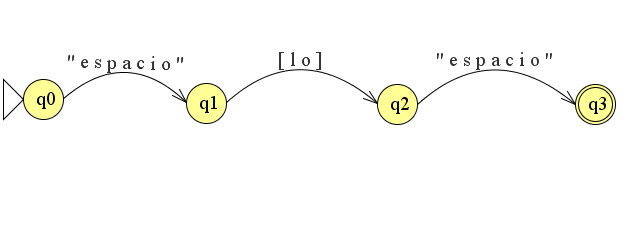 "espacio"
[lo]
"espacio"
q0
q1
q2
q3